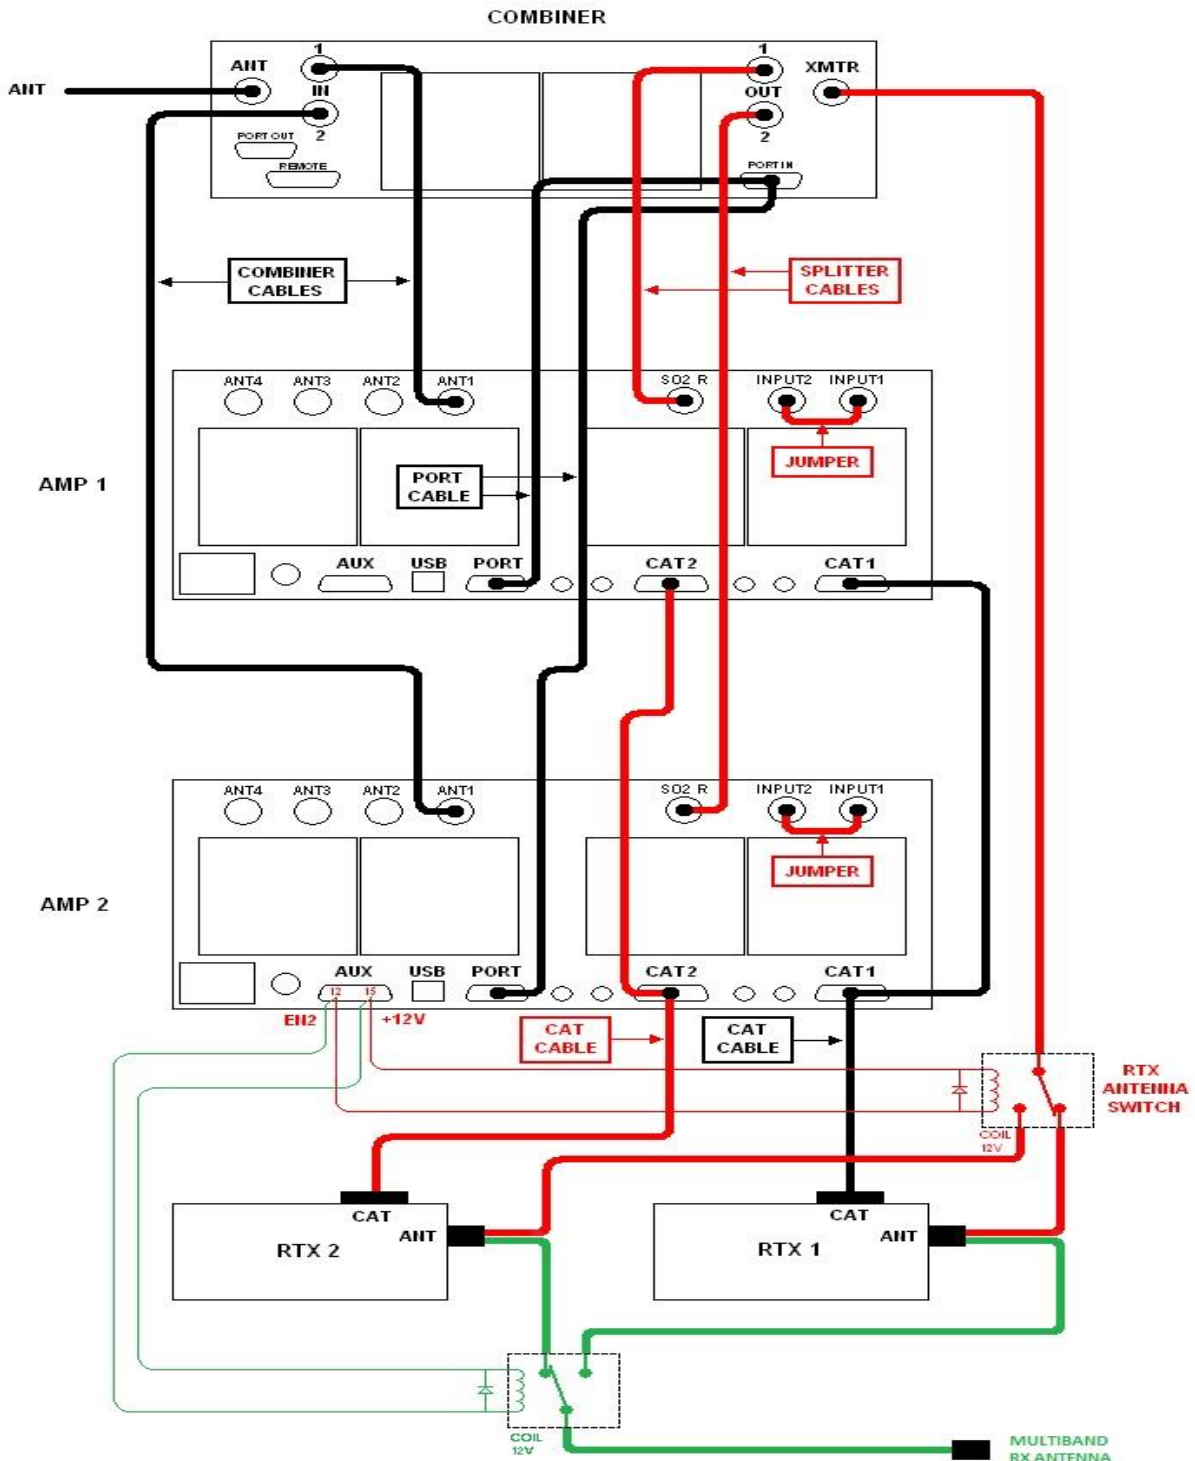 COMBINER
ANT
ANT
1
IN
2
PORT OUT
REMOTE
1
OUT
2
XMTR
PORT IN
COMBINER
CABLES
SPLITTER
CABLES
AMP 1
ANT4
ANT3
ANT2
ANT1
SO2 R
INPUT2
INPUT1
JUMPER
PORT
CABLE
AUX
USB
PORT
CAT2
CAT1
AMP 2
ANT4
ANT3
ANT2
ANT1
SO2 R
INPUT2
INPUT1
JUMPER
AUX
USB
PORT
CAT2
CAT1
12
15
EN2
+12V
CAT
CABLE
CAT
CABLE
RTX
ANTENNA
SWITCH
COIL
12V
CAT
ANT
RTX 2
CAT
ANT
RTX 1
COIL
12V
MULTIBAND
RX ANTENNA